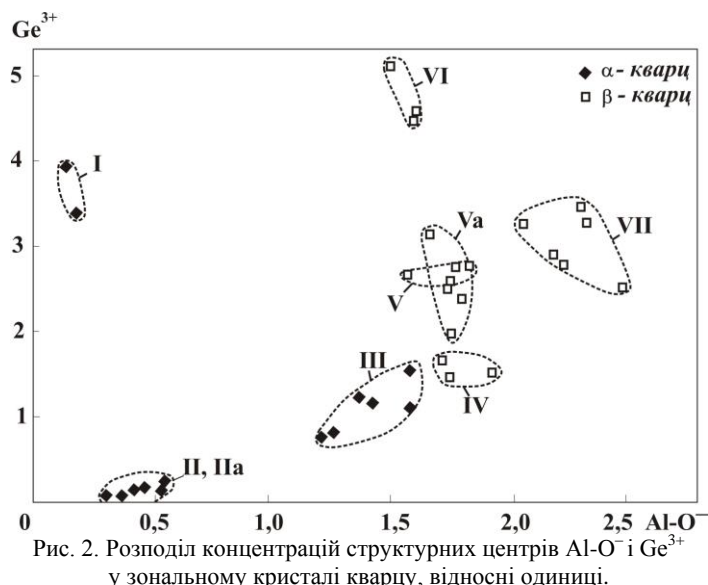 Ge³⁺
5
VI
◆ α - кварц
□ β - кварц
4
I
3
Va
VII
V
2
III
IV
1
II, IIa
0
0,5
1,0
1,5
2,0
2,5
Al-O⁻
Рис. 2. Розподіл концентрацій структурних центрів Al-O⁻ і Ge³⁺
у зональному кристалі кварцу, відносні одиниці.